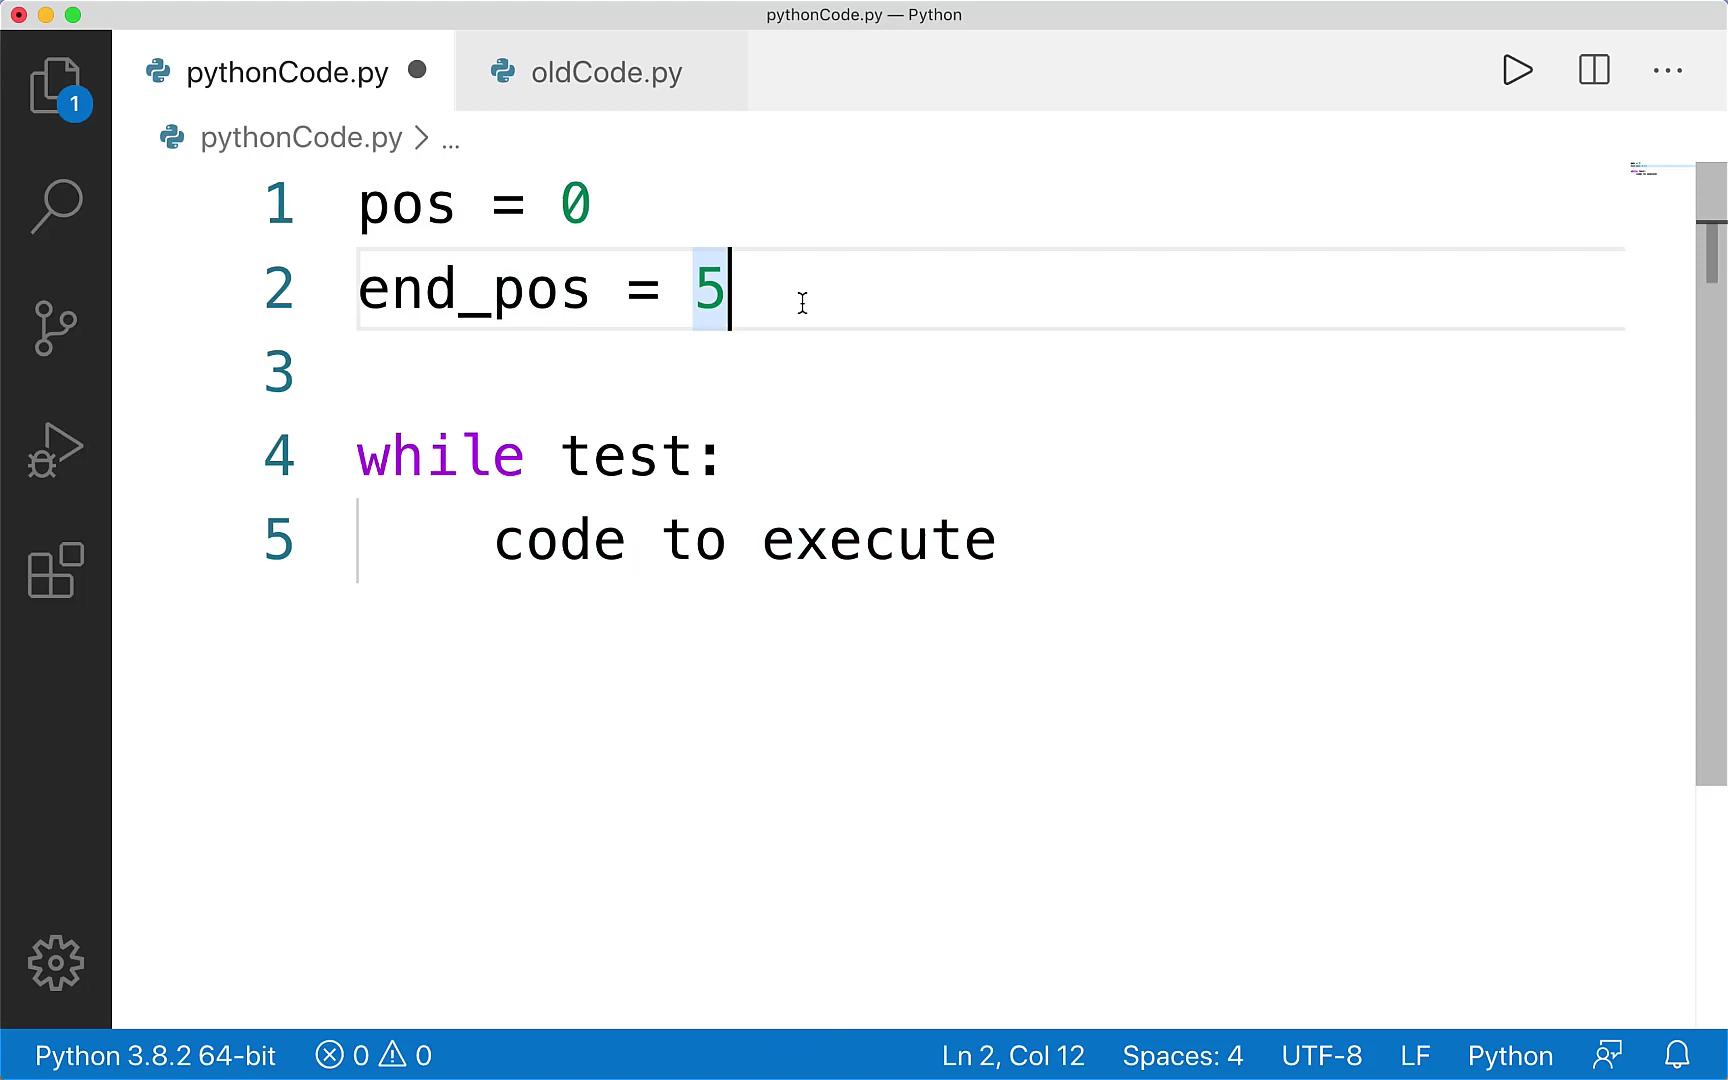 pythonCode.py — Python
pythonCode.py
oldCode.py
1
pythonCode.py > ...
1 pos = 0
2 end_pos = 5
3
4 while test:
5 code to execute
Python 3.8.2 64-bit 0 0 Ln 2, Col 12 Spaces: 4 UTF-8 LF Python